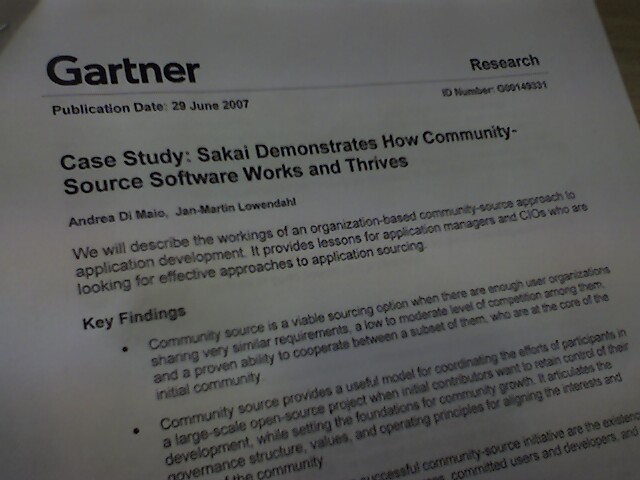 Gartner
Research
Publication Date: 29 June 2007
ID Number: G00149331
Case Study: Sakai Demonstrates How Community-
Source Software Works and Thrives
Andrea Di Maio, Jan-Martin Lowendahl
We will describe the workings of an organization-based community-source approach to
application development. It provides lessons for application managers and CIOs who are
looking for effective approaches to application sourcing.
Key Findings
• Community source is a viable sourcing option when there are enough user organizations
sharing very similar requirements, a low to moderate level of competition among them,
and a proven ability to cooperate between a subset of them, who are at the core of the
initial community
• Community source provides a useful model for coordinating the efforts of participants in
a large-scale open-source project when initial contributors want to retain control of their
development, while setting the foundations for community growth. It articulates the
governance structure, values, and operating principles for aligning the interests and
of the community
successful community-source initiative are the existenc
committed users and developers, and